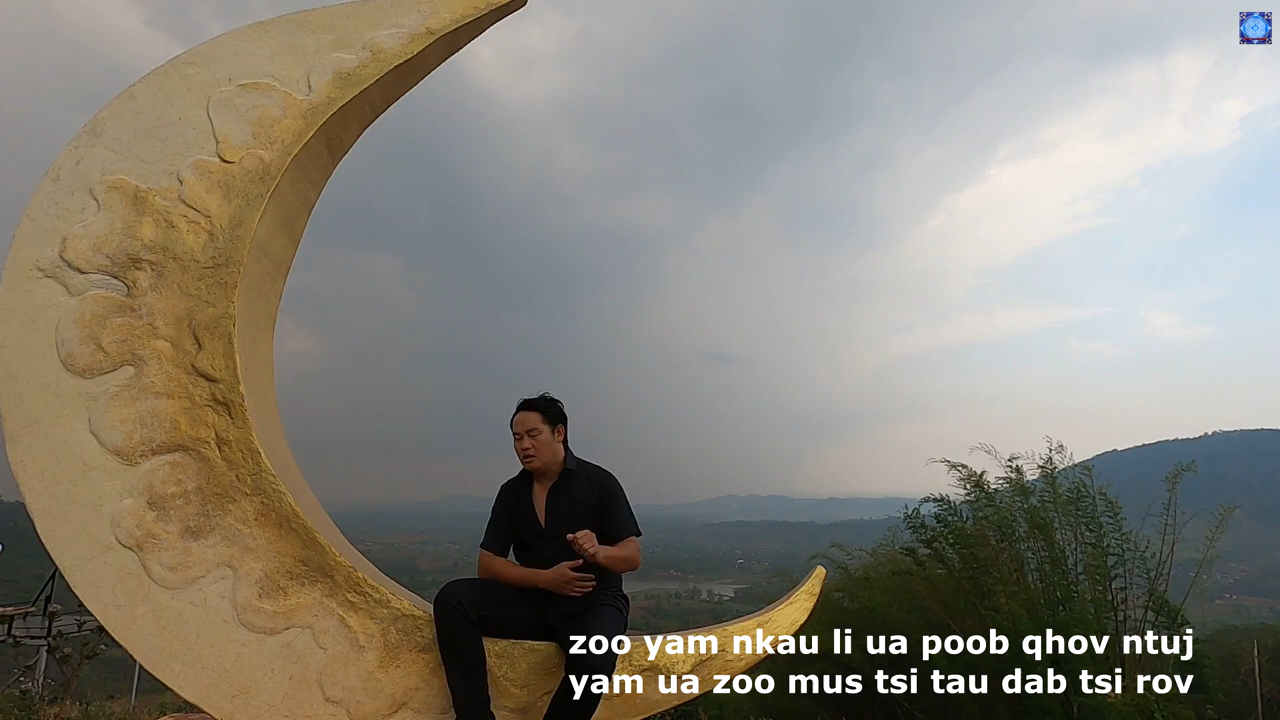 zoo yam nkau li ua poob qhov ntuj
yam ua zoo mus tsi tau dab tsi rov